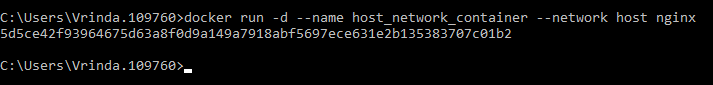 C:\Users\Vrinda.109760>docker run -d --name host_network_container --network host nginx
5d5ce42f93964675d63a8f0d9a149a7918abf5697ece631e2b135383707c01b2
C:\Users\Vrinda.109760>